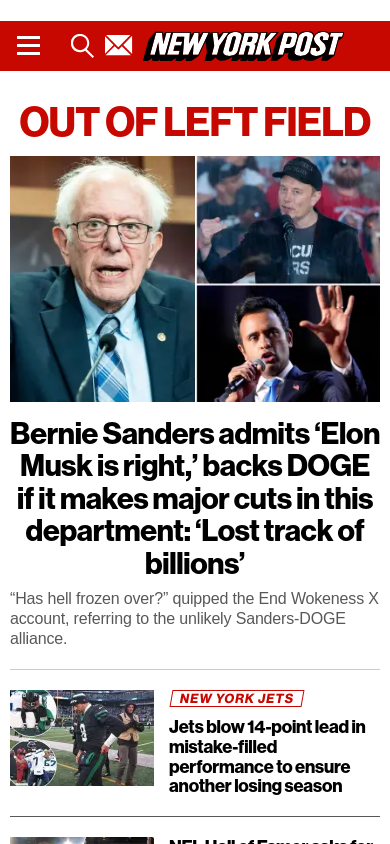 NEW YORK POST
OUT OF LEFT FIELD
Bernie Sanders admits ‘Elon
Musk is right,’ backs DOGE
if it makes major cuts in this
department: ‘Lost track of
billions’
“Has hell frozen over?” quipped the End Wokeness X
account, referring to the unlikely Sanders-DOGE
alliance.
NEW YORK JETS
Jets blow 14-point lead in
mistake-filled
performance to ensure
another losing season